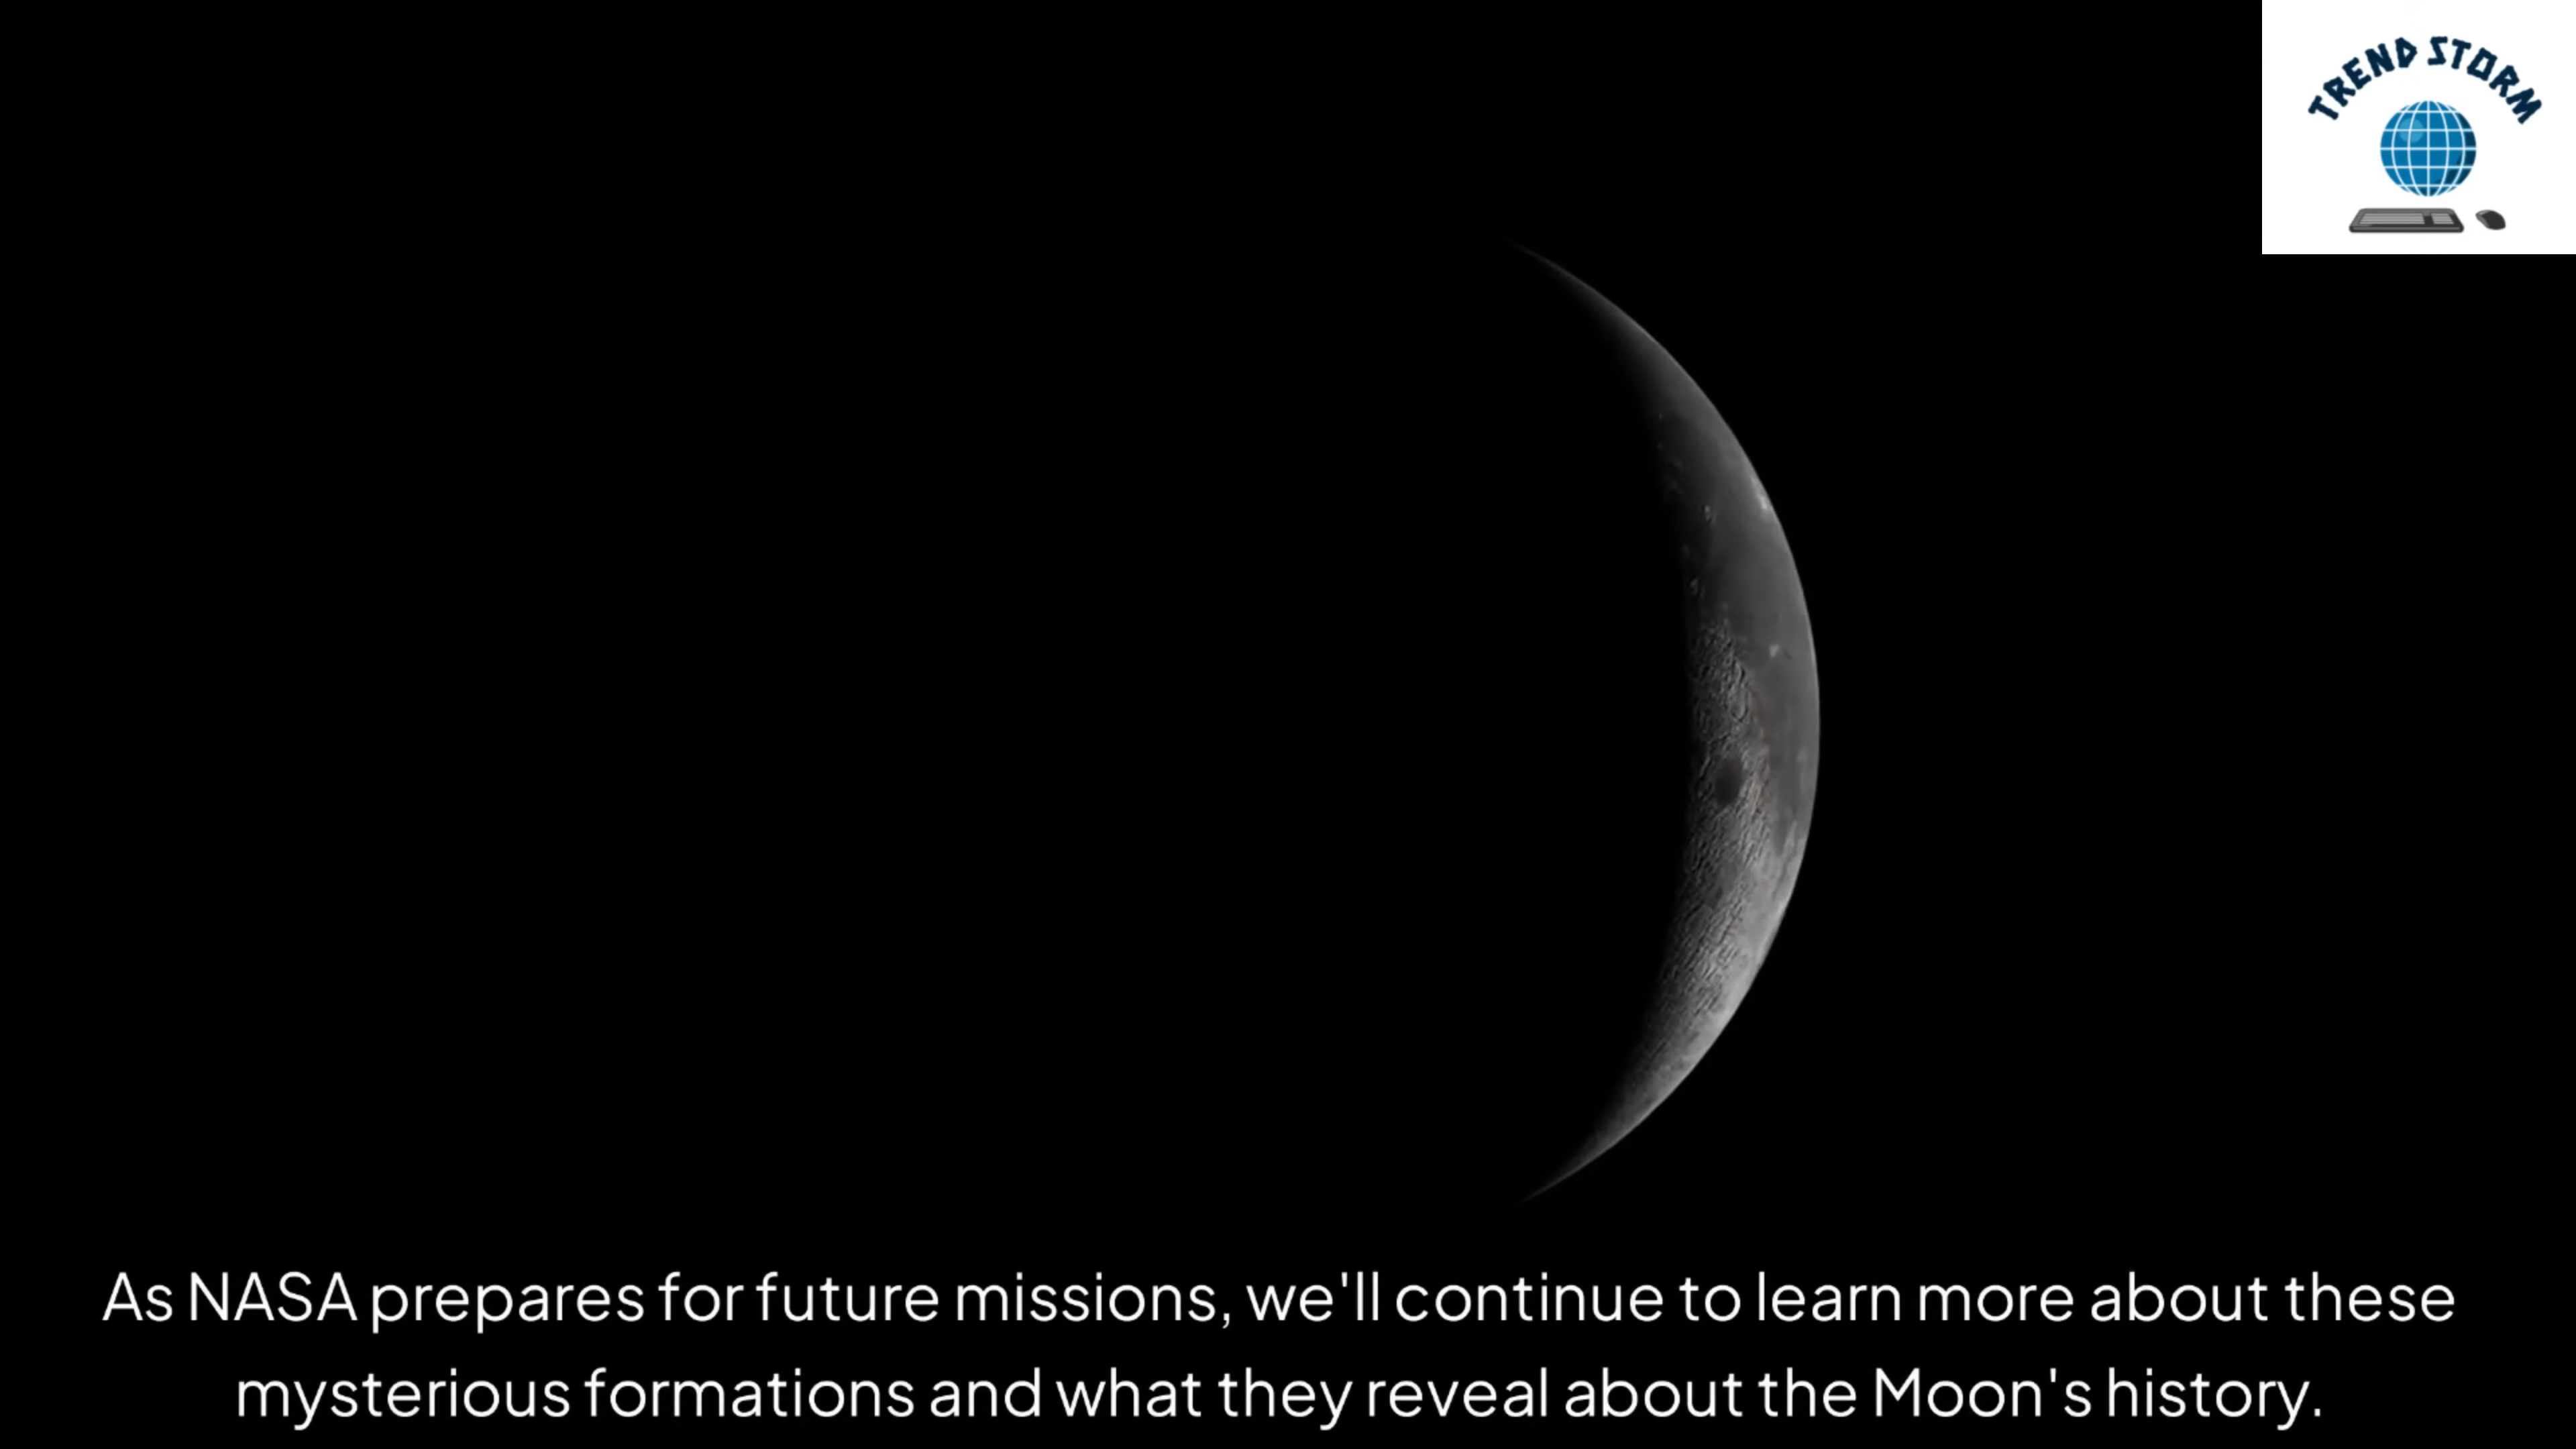 TREND STORM
As NASA prepares for future missions, we'll continue to learn more about these
mysterious formations and what they reveal about the Moon's history.